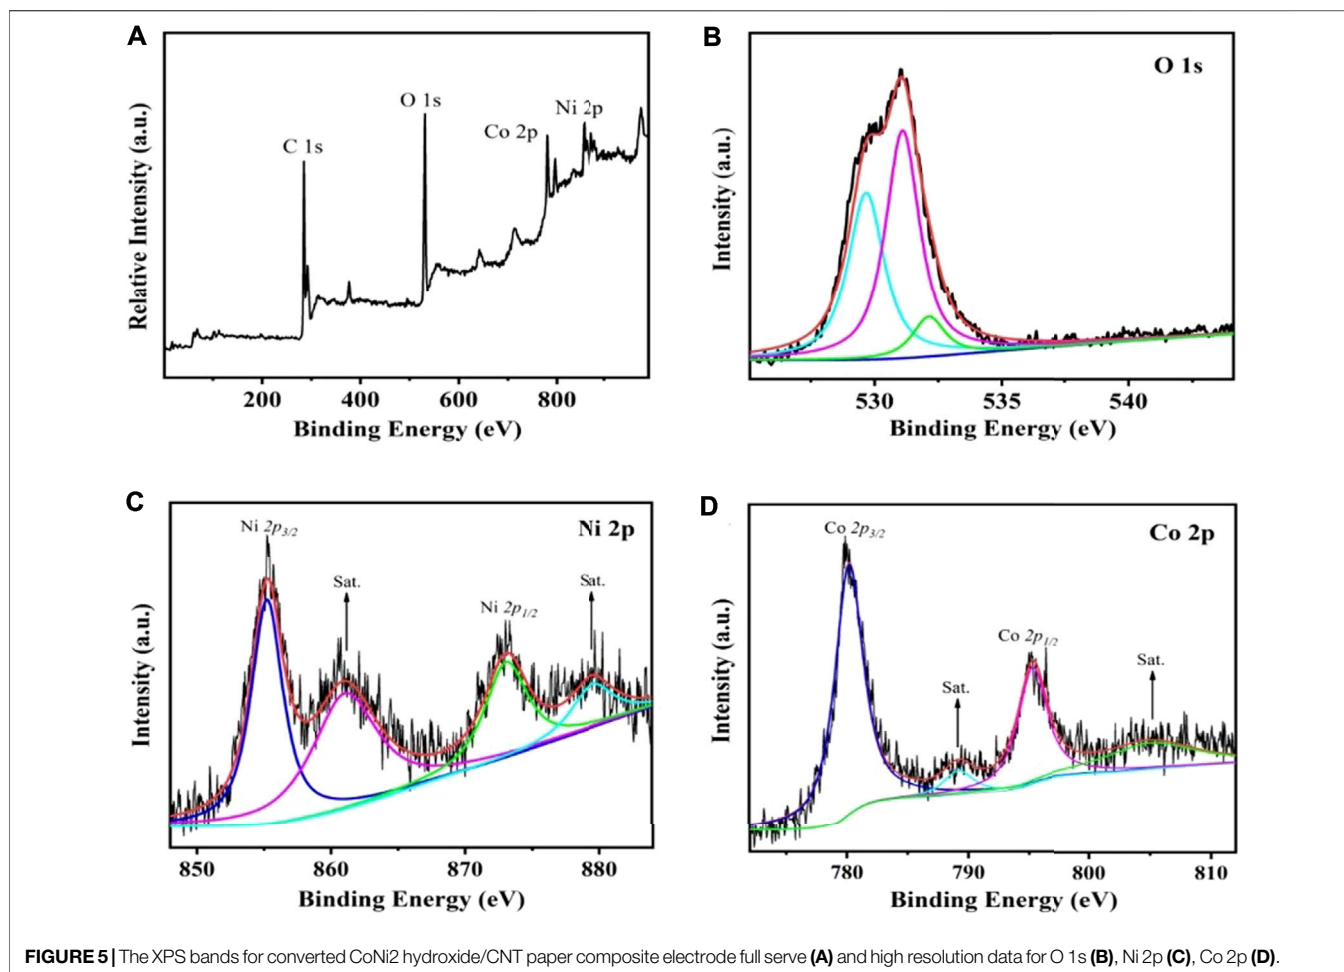 A
B
Relative Intensity (a.u.)
C 1s
O 1s
Co 2p
Ni 2p
200 400 600 800
Binding Energy (eV)
Intensity (a.u.)
O 1s
530 535 540
Binding Energy (eV)
C
D
Intensity (a.u.)
Ni 2p3/2
Sat.
Ni 2p1/2
Sat.
Ni 2p
850 860 870 880
Binding Energy (eV)
Intensity (a.u.)
Co 2p3/2
Sat.
Co 2p1/2
Sat.
Co 2p
780 790 800 810
Binding Energy (eV)
FIGURE 5 | The XPS bands for converted CoNi2 hydroxide/CNT paper composite electrode full serve (A) and high resolution data for O 1s (B), Ni 2p (C), Co 2p (D).